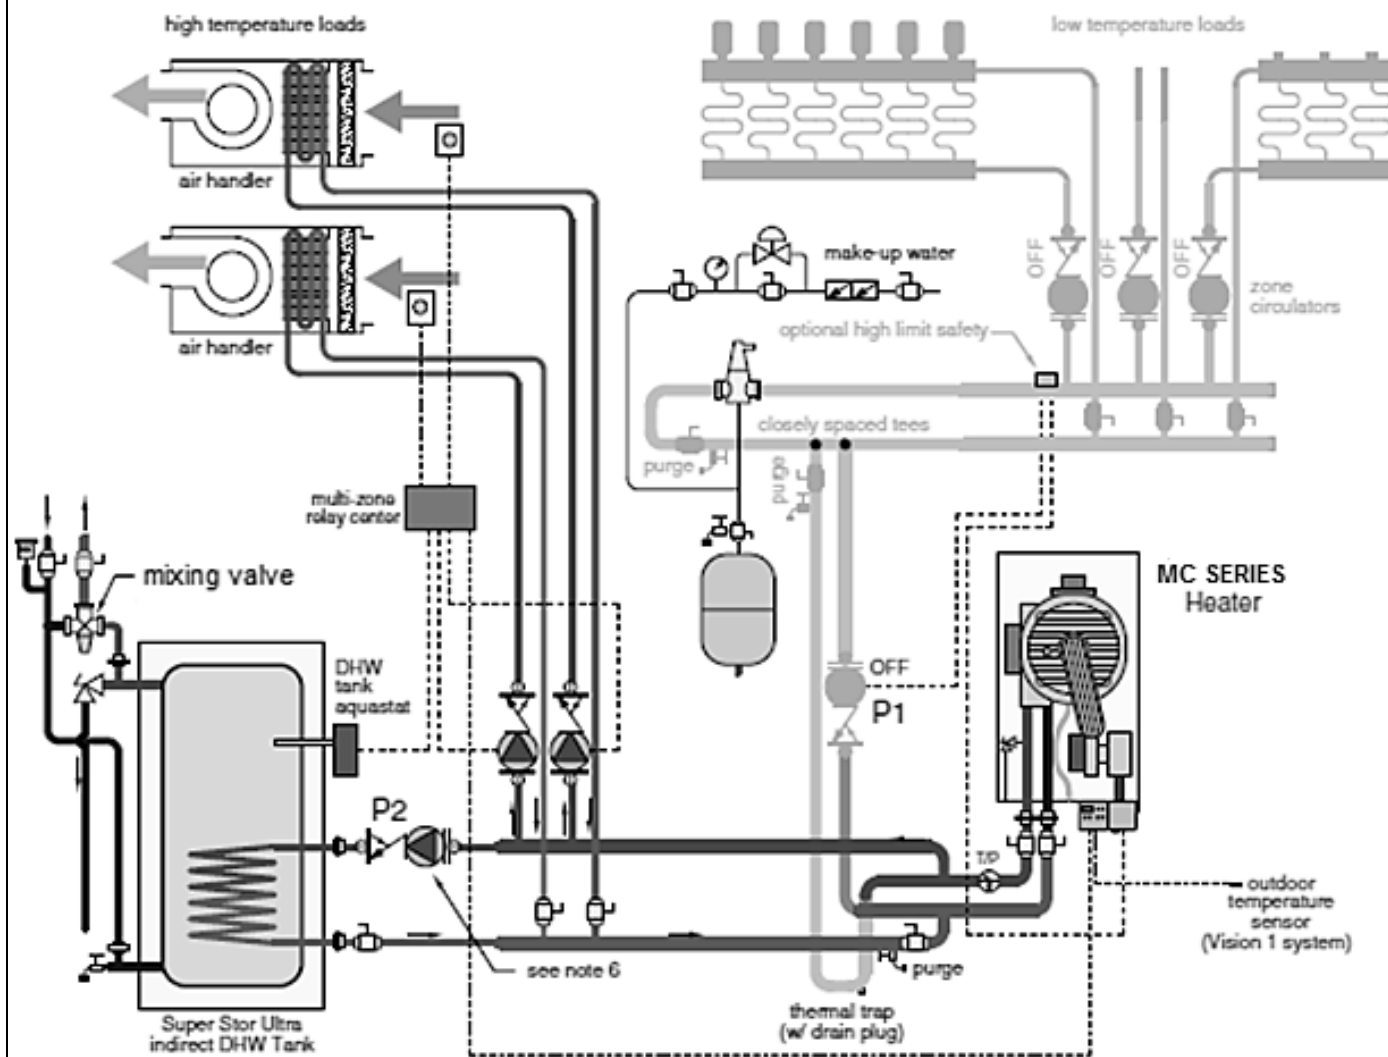 high temperature loads
low temperature loads
air handler
make-up water
OFF
OFF
OFF
zone
circulators
optional high limit safety
air handler
closely spaced tees
purge
purge
multi-zone
relay center
mixing valve
MC SERIES
Heater
DHW
tank
aquastat
OFF
P1
P2
T/P
outdoor
temperature
sensor
(Vision 1 system)
see note 6
purge
thermal trap
(w/ drain plug)
Super Stor Ultra
indirect DHW Tank